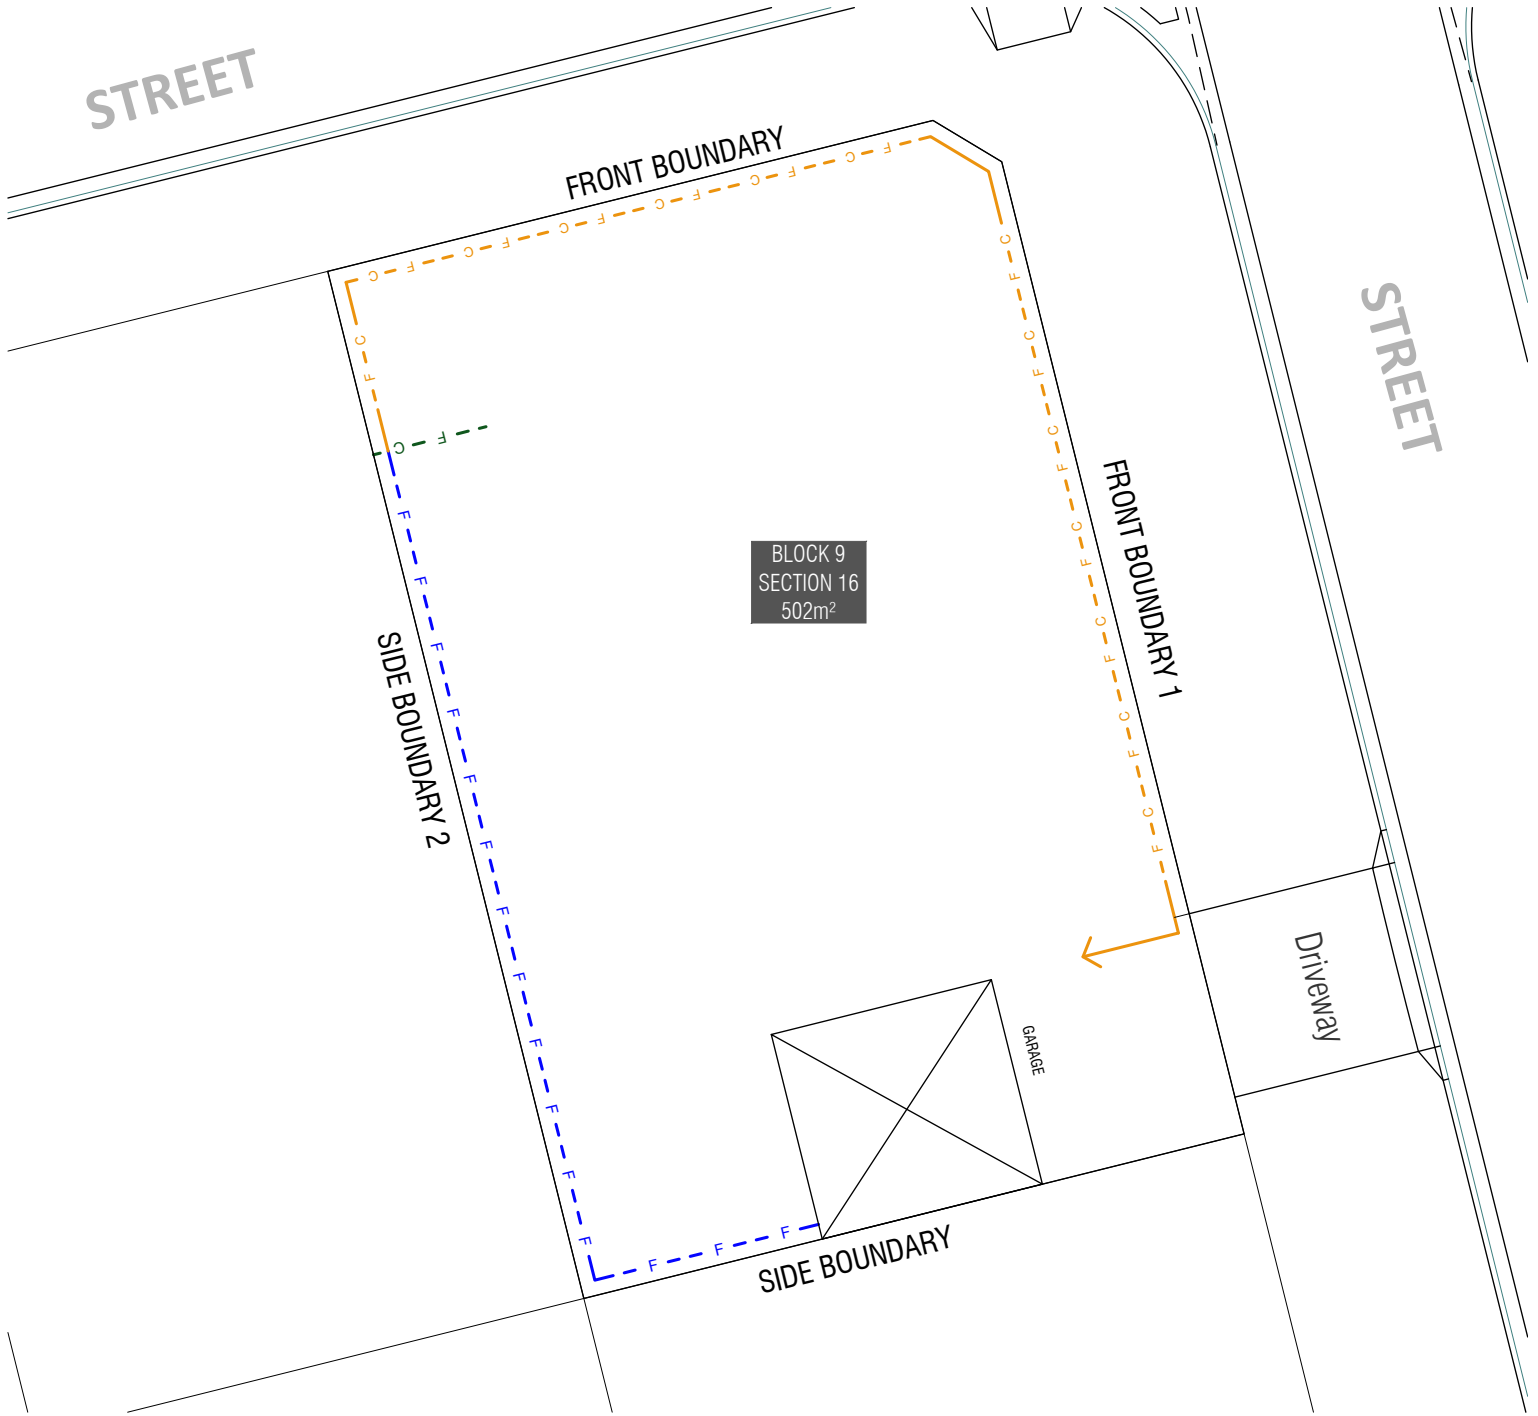 STREET
FRONT BOUNDARY
STREET
FRONT BOUNDARY 1
BLOCK 9
SECTION 16
502m²
SIDE BOUNDARY 2
Driveway
GARAGE
SIDE BOUNDARY
C F C F C F C F C F C F
C F C F C F C F C F C F C F
C F
C F
F F F F F F F F F F F F
F F F